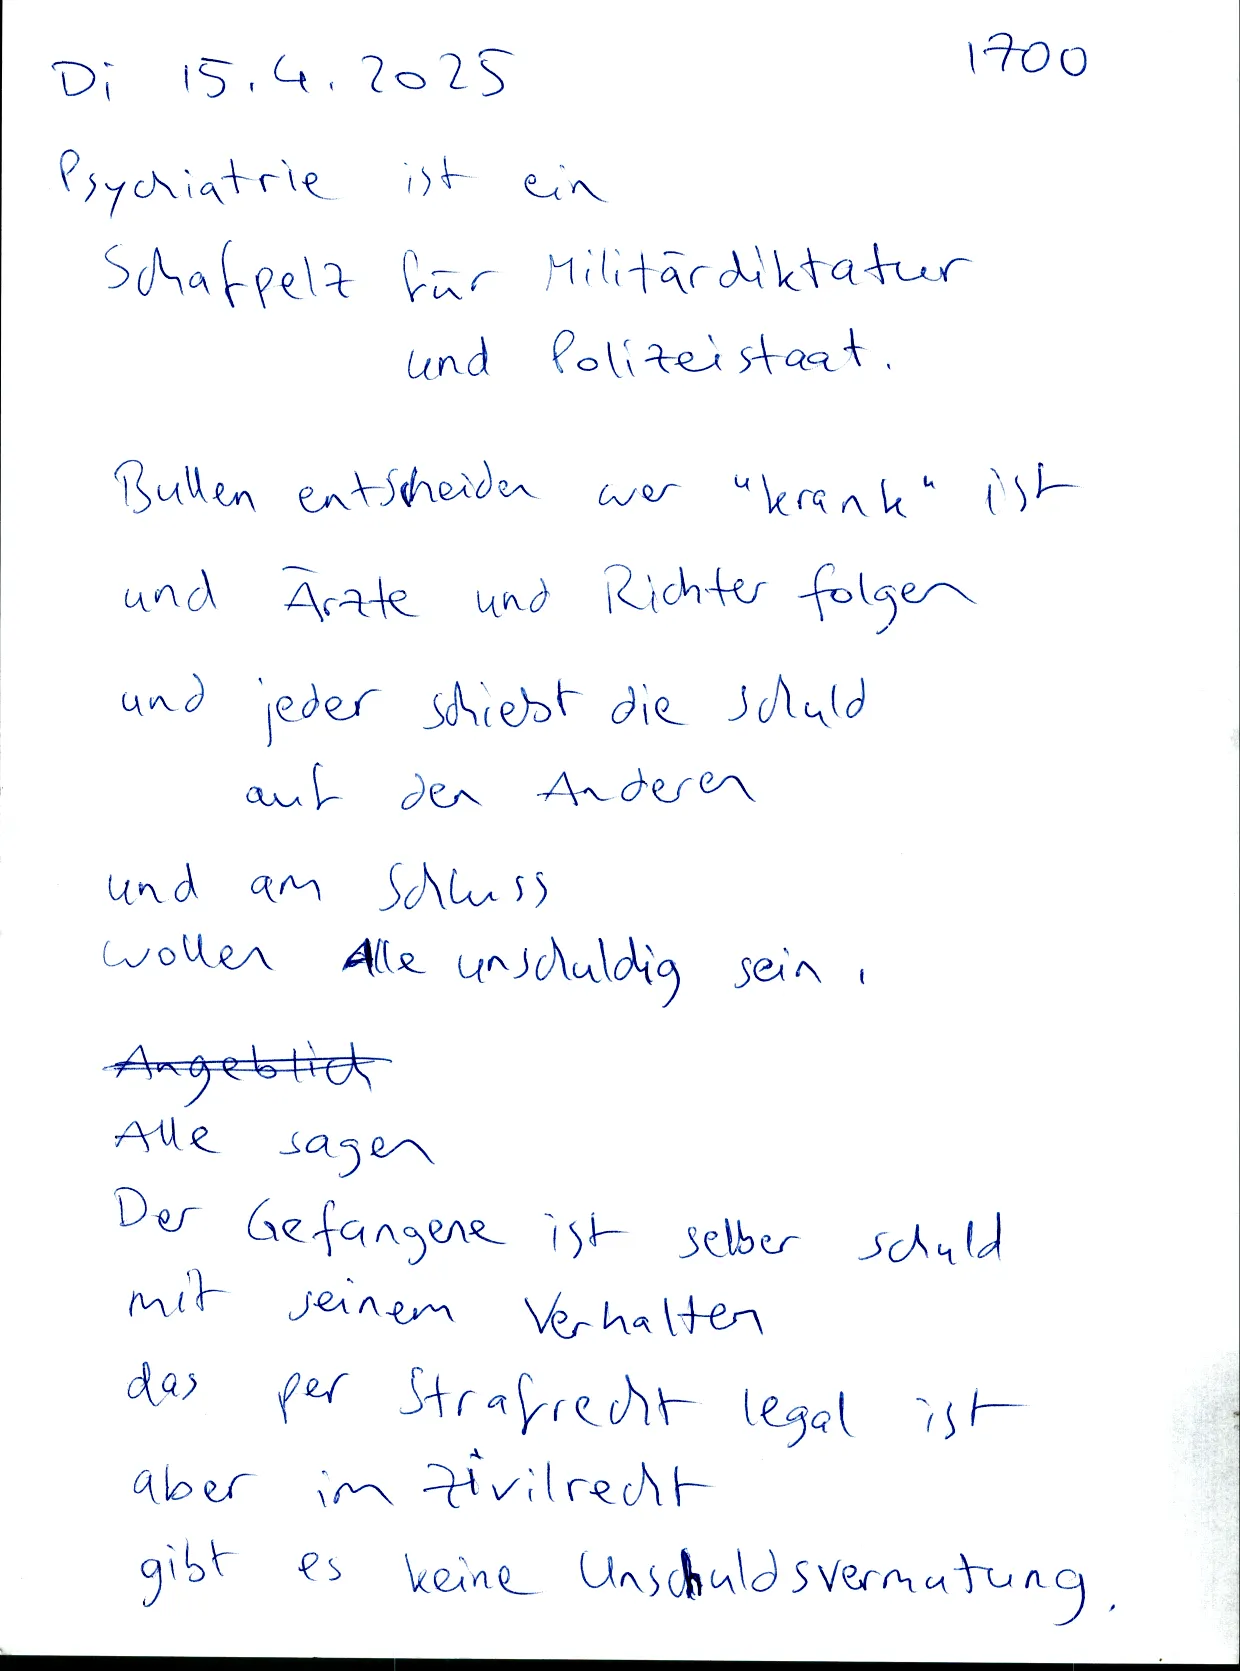 Di 15.4.2025 1700
Psychiatrie ist ein
Schafpelz für Militärdiktatur
und Polizeistaat.
Bullen entscheiden wer "krank" ist
und Ärzte und Richter folgen
und jeder schiebt die schuld
auf den Anderen
und am Schluss
wollen Alle unschuldig sein.
Angeblich
Alle sagen
Der Gefangene ist selber schuld
mit seinem Verhalten
das per Strafrecht legal ist
aber im Zivilrecht
gibt es keine Unschuldsvermutung.